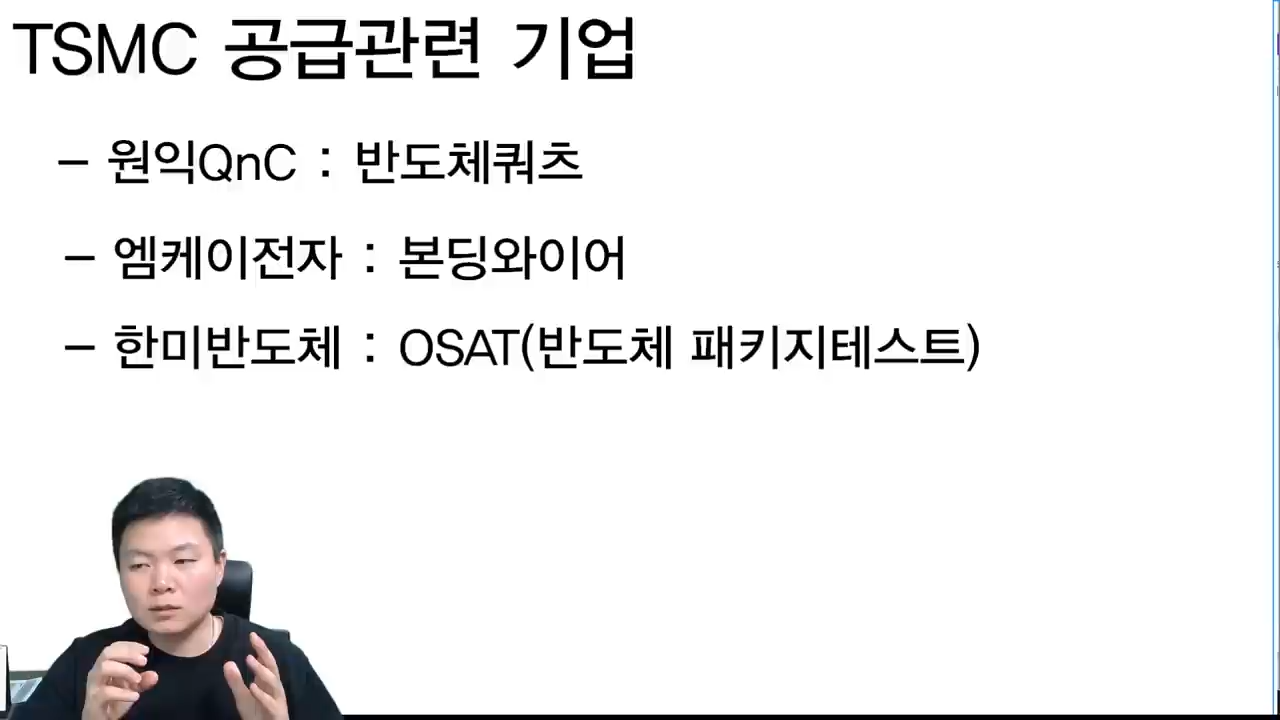 TSMC 공급관련 기업
- 원익QnC : 반도체쿼츠
- 엠케이전자 : 본딩와이어
- 한미반도체 : OSAT(반도체 패키지테스트)